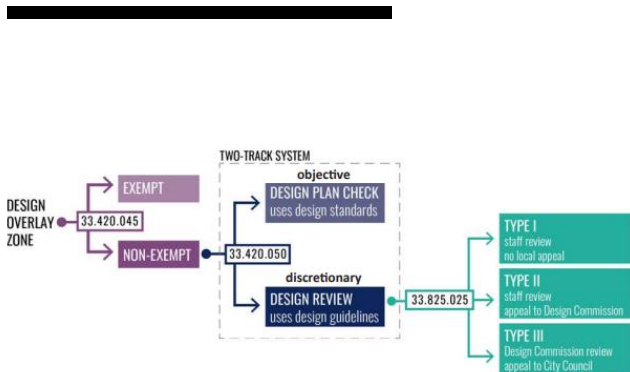 TWO-TRACK SYSTEM
objective
DESIGN PLAN CHECK
uses design standards
EXEMPT
DESIGN
OVERLAY
ZONE
33.420.045
NON-EXEMPT
33.420.050
discretionary
DESIGN REVIEW
uses design guidelines
33.825.025
TYPE I
staff review
no local appeal
TYPE II
staff review
appeal to Design Commission
TYPE III
Design Commission review
appeal to City Council